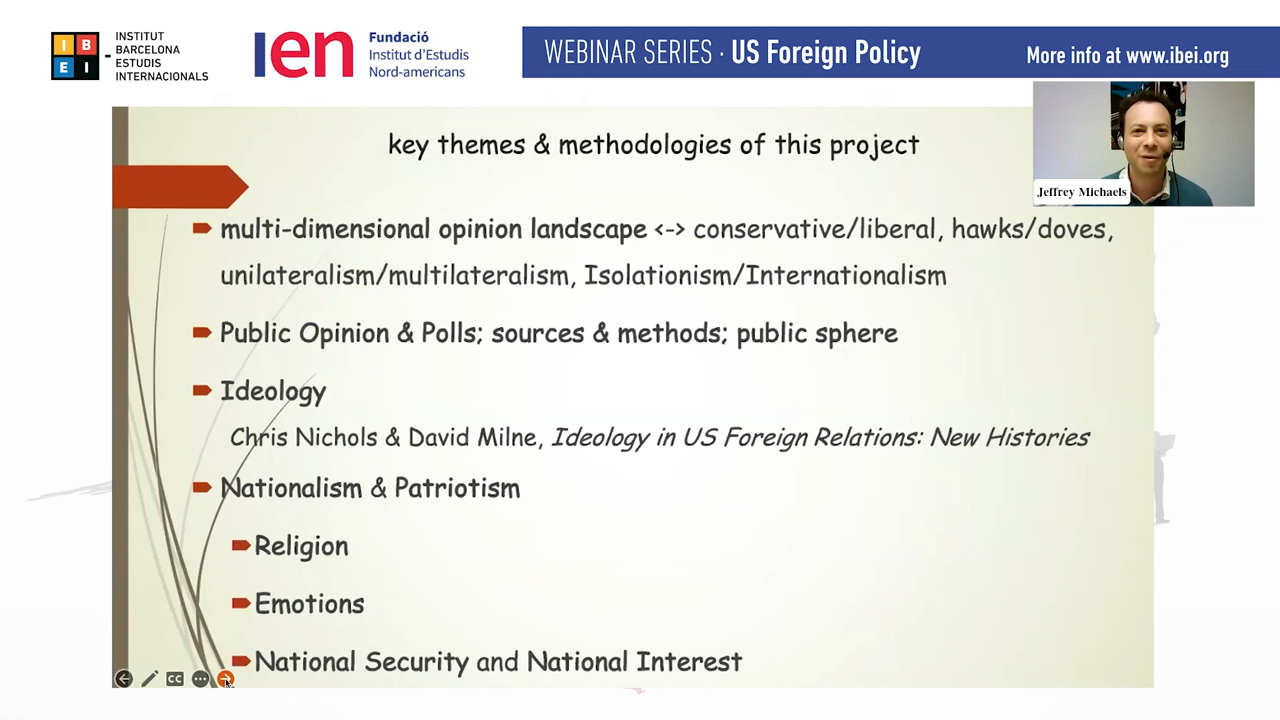 INSTITUT
BARCELONA
ESTUDIS
INTERNACIONALS
IB
EI
ien
Fundació
Institut d'Estudis
Nord-americans
WEBINAR SERIES · US Foreign Policy
More info at www.ibei.org
Jeffrey Michaels
key themes & methodologies of this project
multi-dimensional opinion landscape <-> conservative/liberal, hawks/doves,
unilateralism/multilateralism, Isolationism/Internationalism
Public Opinion & Polls; sources & methods; public sphere
Ideology
Chris Nichols & David Milne, Ideology in US Foreign Relations: New Histories
Nationalism & Patriotism
Religion
Emotions
National Security and National Interest
CC